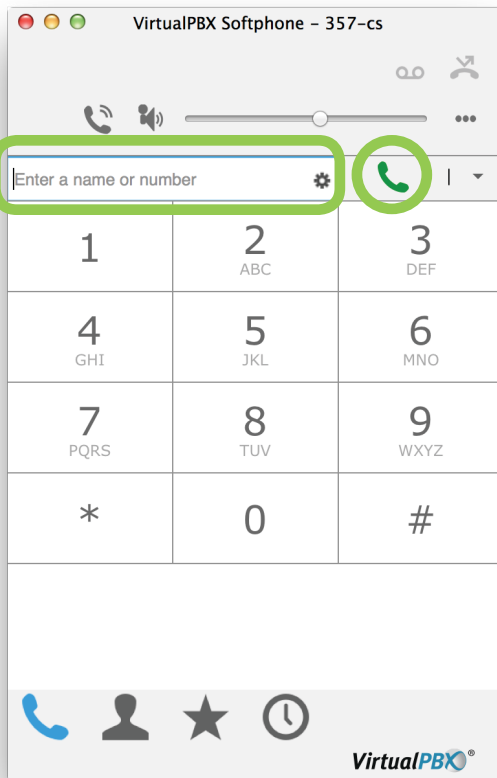 VirtualPBX Softphone – 357-cs
Enter a name or number
1
2
ABC
3
DEF
4
GHI
5
JKL
6
MNO
7
PQRS
8
TUV
9
WXYZ
*
0
#
VirtualPBX®